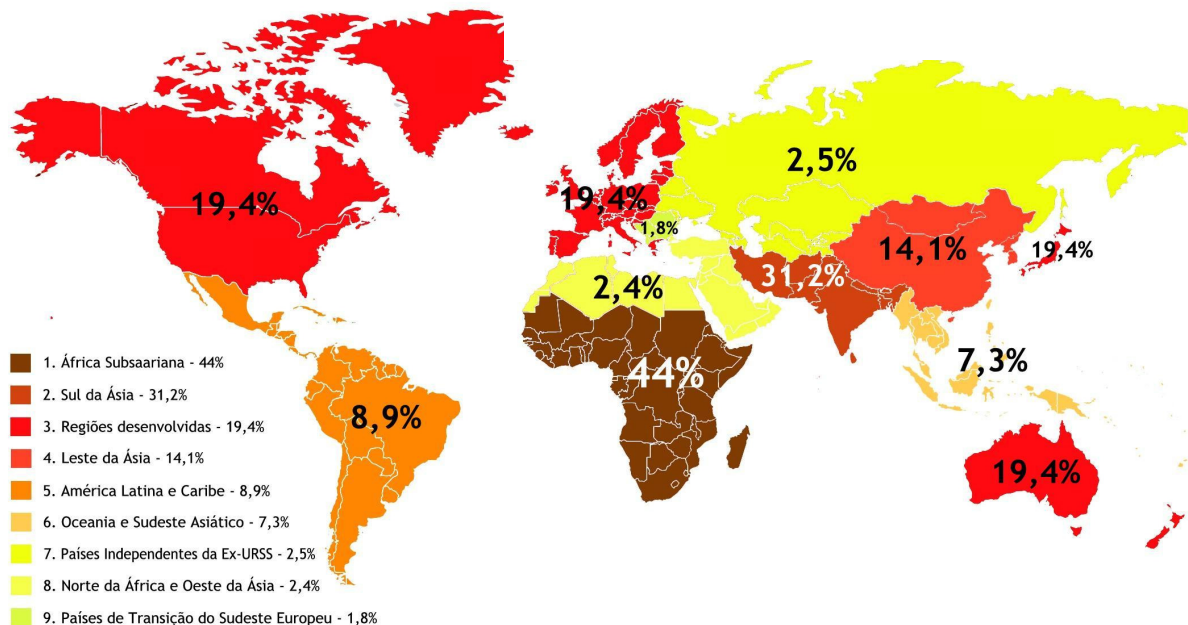 19,4%
19,4%
2,5%
1,8%
14,1%
19,4%
31,2%
2,4%
44%
7,3%
8,9%
19,4%
1. África Subsaariana - 44%
2. Sul da Ásia - 31,2%
3. Regiões desenvolvidas - 19,4%
4. Leste da Ásia - 14,1%
5. América Latina e Caribe - 8,9%
6. Oceania e Sudeste Asiático - 7,3%
7. Países Independentes da Ex-URSS - 2,5%
8. Norte da África e Oeste da Ásia - 2,4%
9. Países de Transição do Sudeste Europeu - 1,8%